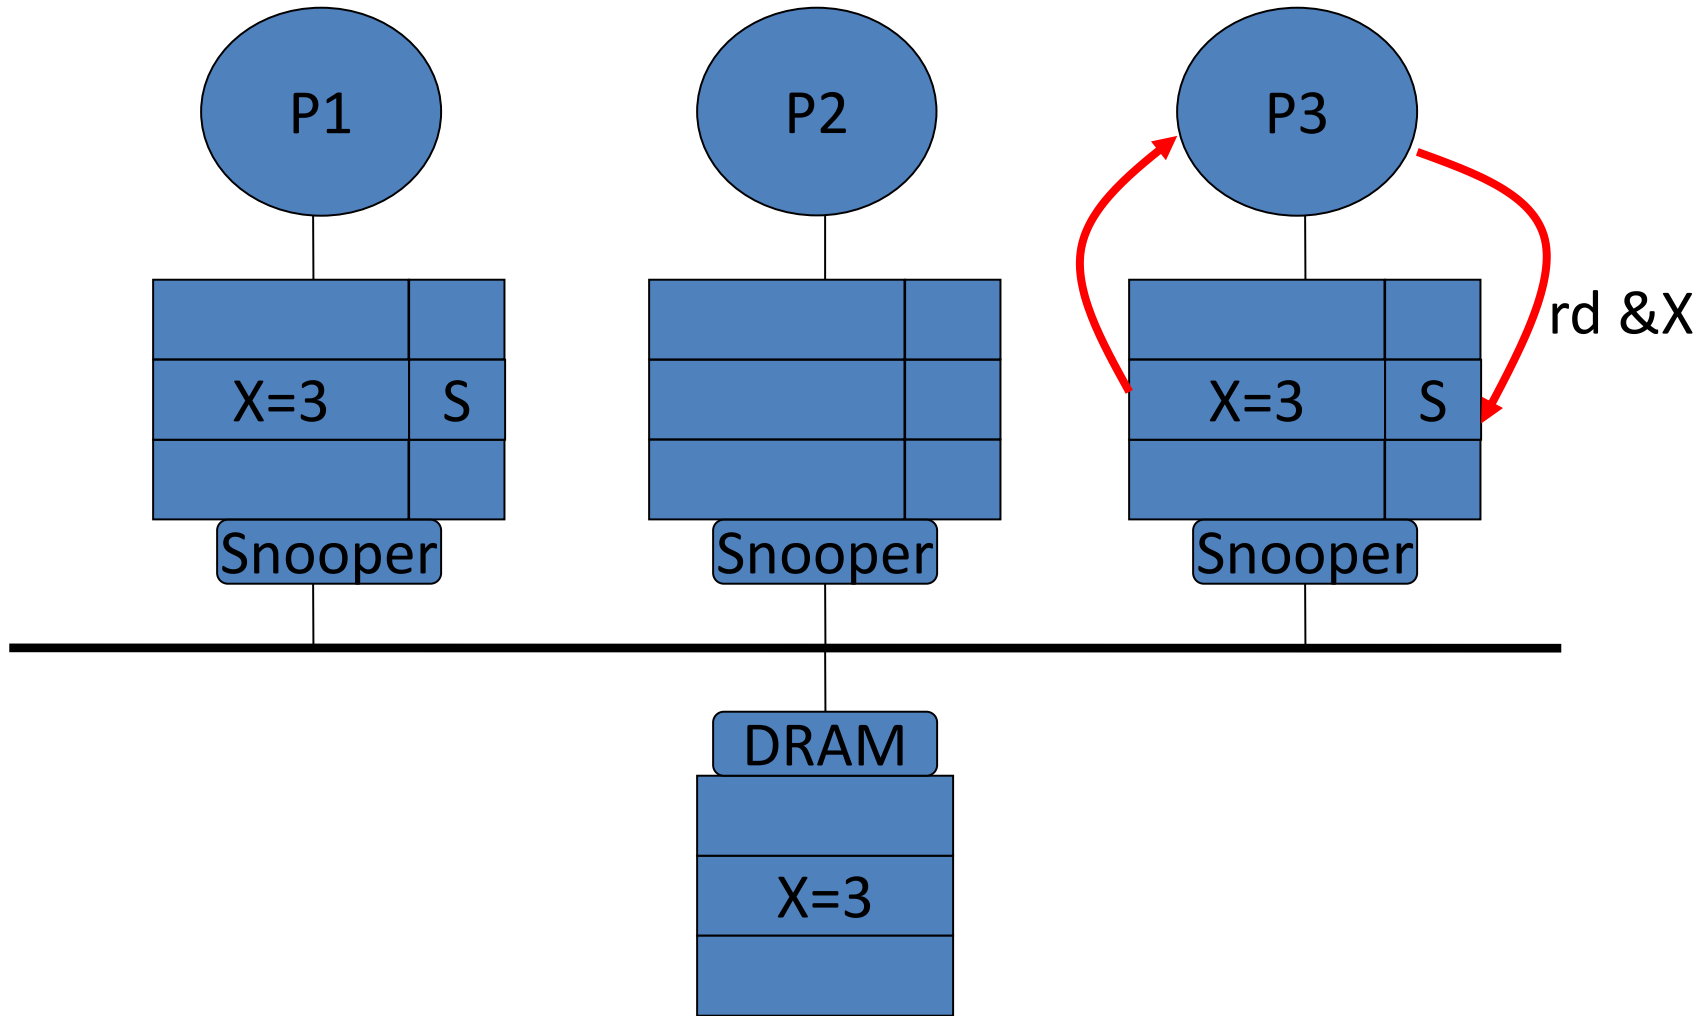 P1
P2
P3
rd &X
X=3
S
X=3
S
Snooper
Snooper
Snooper
DRAM
X=3